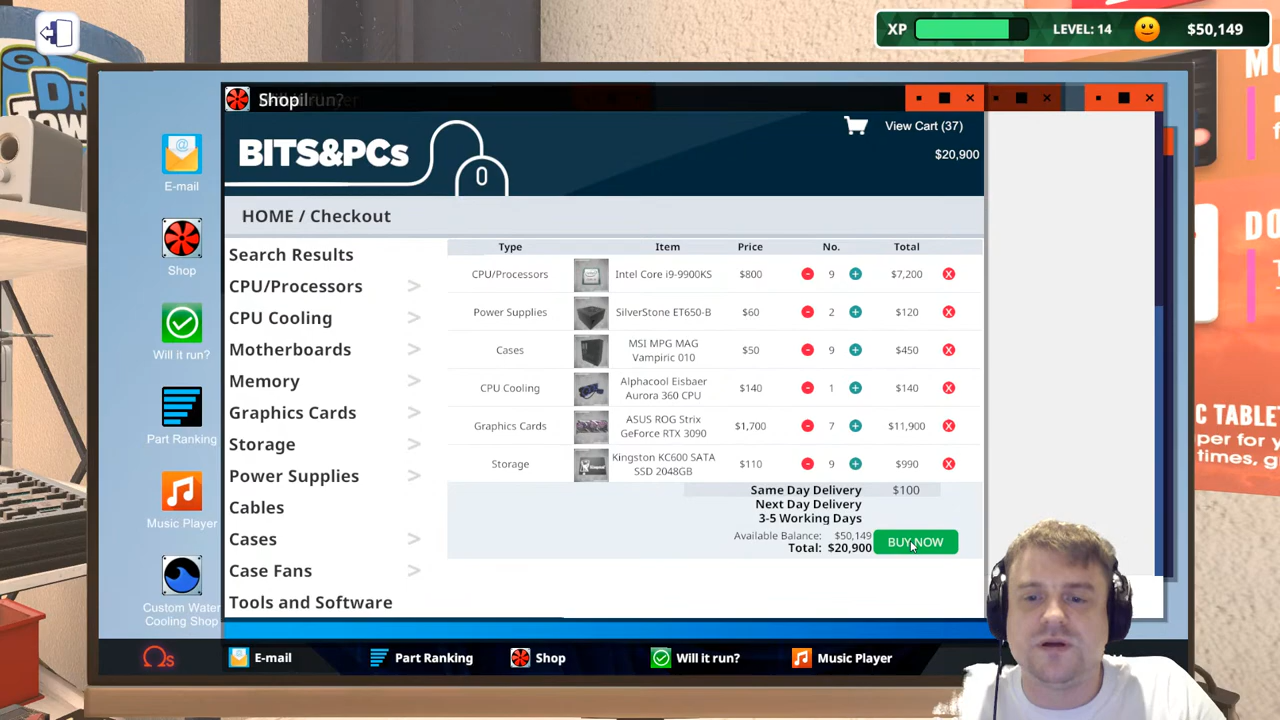 XP
LEVEL: 14
$50,149
Shop
BITS&PCs
View Cart (37)
$20,900
HOME / Checkout
E-mail
Shop
Will it run?
Part Ranking
Music Player
Custom Water
Cooling Shop
Search Results
CPU/Processors >
CPU Cooling >
Motherboards >
Memory >
Graphics Cards >
Storage >
Power Supplies >
Cables
Cases >
Case Fans >
Tools and Software
Type Item Price No. Total
CPU/Processors Intel Core i9-9900KS $800 - 9 + $7,200 X
Power Supplies SilverStone ET650-B $60 - 2 + $120 X
Cases MSI MPG MAG Vampiric 010 $50 - 9 + $450 X
CPU Cooling Alphacool Eisbaer Aurora 360 CPU $140 - 1 + $140 X
Graphics Cards ASUS ROG Strix GeForce RTX 3090 $1,700 - 7 + $11,900 X
Storage Kingston KC600 SATA SSD 2048GB $110 - 9 + $990 X
Same Day Delivery $100
Next Day Delivery
3-5 Working Days
Available Balance: $50,149
Total: $20,900
BUY NOW
E-mail
Part Ranking
Shop
Will it run?
Music Player
C TABLET
per for y
times, g